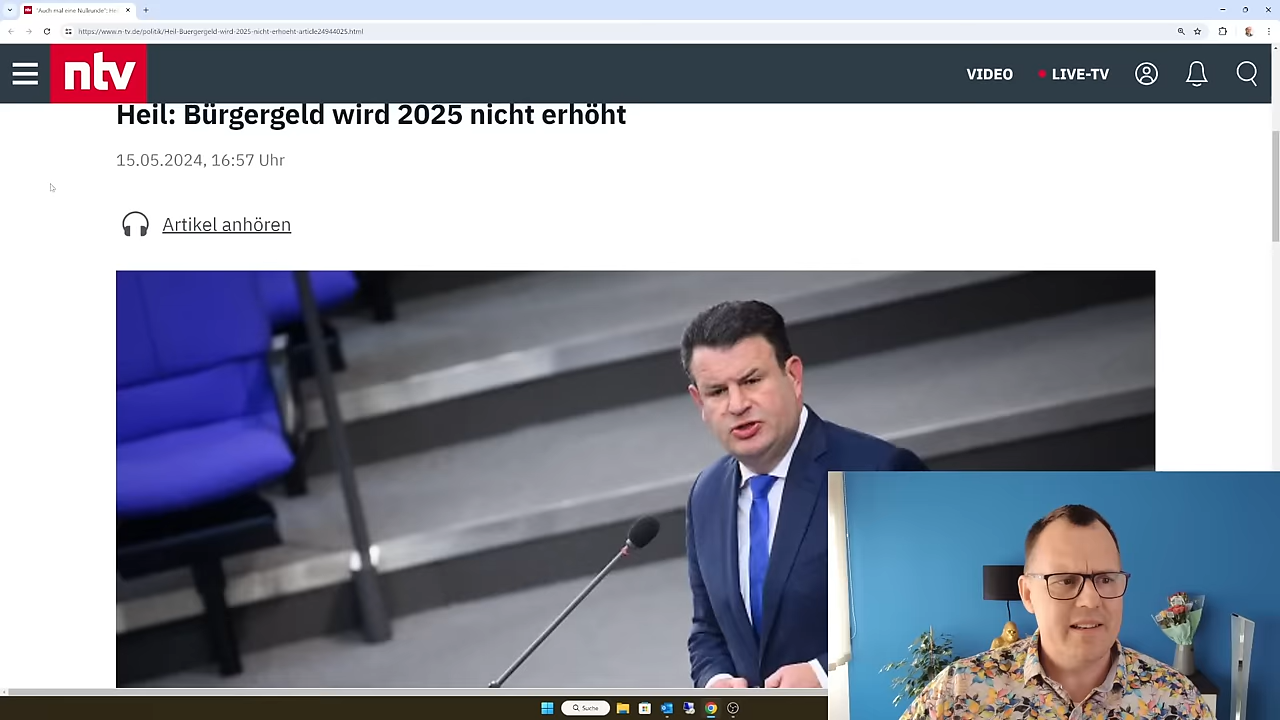 "Auch mal eine Nullrunde": Hei
https://www.n-tv.de/politik/Heil-Buergergeld-wird-2025-nicht-erhoeht-article24944025.html
ntv
VIDEO
LIVE-TV
Heil: Bürgergeld wird 2025 nicht erhöht
15.05.2024, 16:57 Uhr
Artikel anhören
Suche